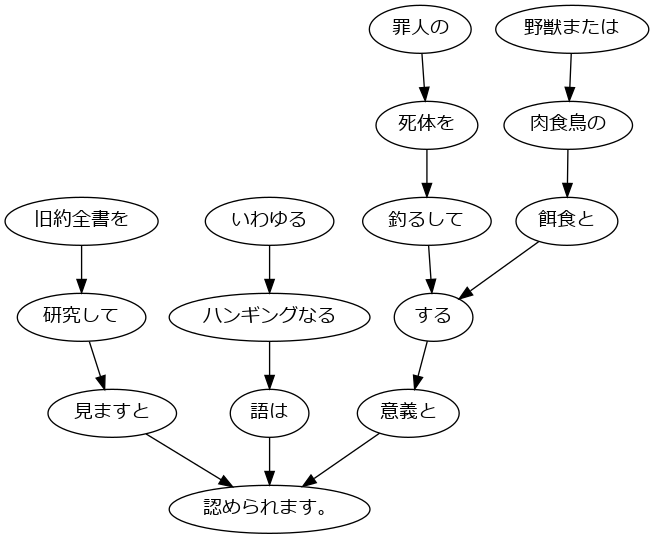 罪人の 野獣または
死体を 肉食鳥の
旧約全書を いわゆる 釣るして 餌食と
研究して ハンギングなる する
見ますと 語は 意義と
認められます。